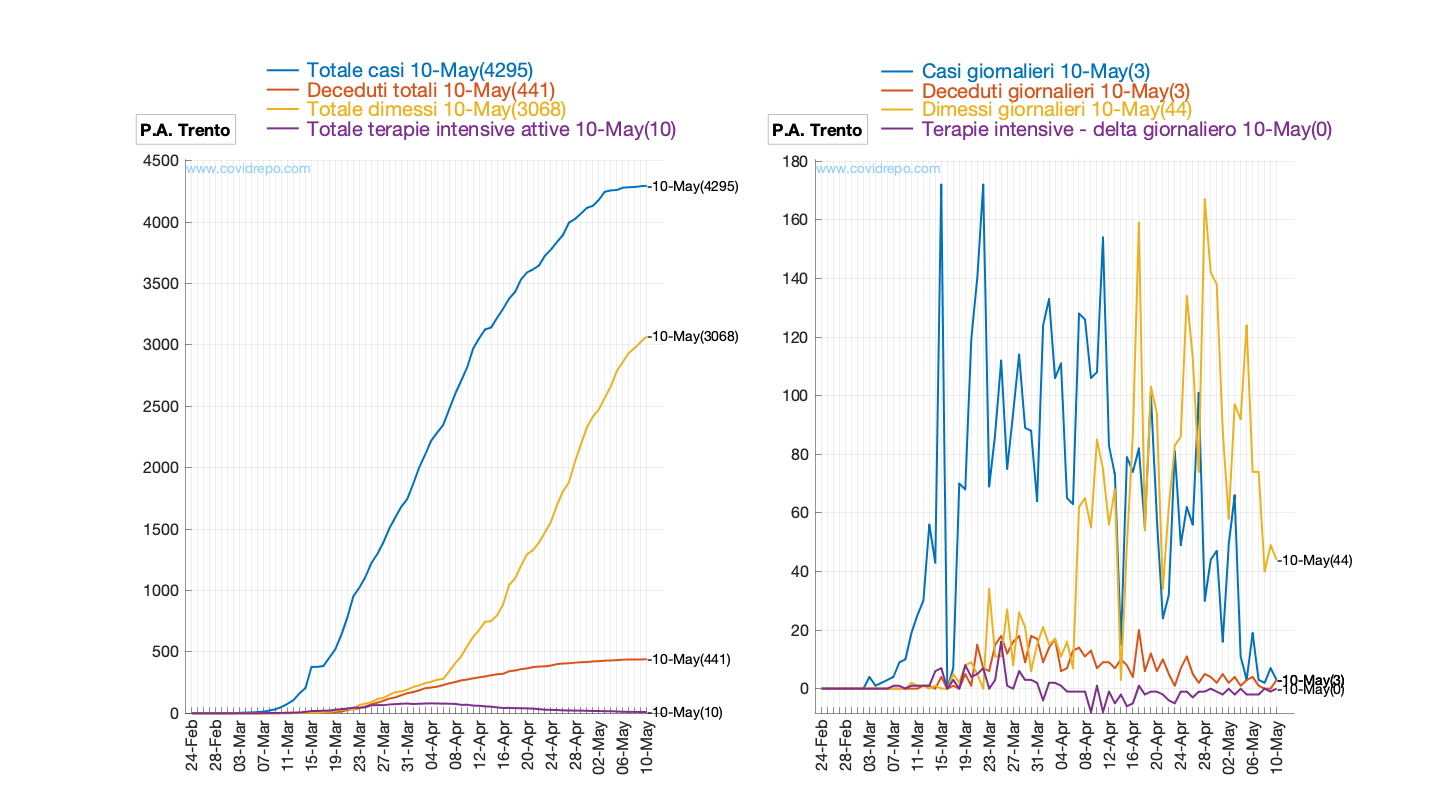 Totale casi 10-May(4295)
Deceduti totali 10-May(441)
Totale dimessi 10-May(3068)
Totale terapie intensive attive 10-May(10)
P.A. Trento
www.covidrepo.com
4500
4000
3500
3000
2500
2000
1500
1000
500
0
-10-May(4295)
-10-May(3068)
-10-May(441)
-10-May(10)
24-Feb
28-Feb
03-Mar
07-Mar
11-Mar
15-Mar
19-Mar
23-Mar
27-Mar
31-Mar
04-Apr
08-Apr
12-Apr
16-Apr
20-Apr
24-Apr
28-Apr
02-May
06-May
10-May
Casi giornalieri 10-May(3)
Deceduti giornalieri 10-May(3)
Dimessi giornalieri 10-May(44)
Terapie intensive - delta giornaliero 10-May(0)
P.A. Trento
www.covidrepo.com
180
160
140
120
100
80
60
40
20
0
-10-May(44)
-10-May(3)
-10-May(0)
24-Feb
28-Feb
03-Mar
07-Mar
11-Mar
15-Mar
19-Mar
23-Mar
27-Mar
31-Mar
04-Apr
08-Apr
12-Apr
16-Apr
20-Apr
24-Apr
28-Apr
02-May
06-May
10-May